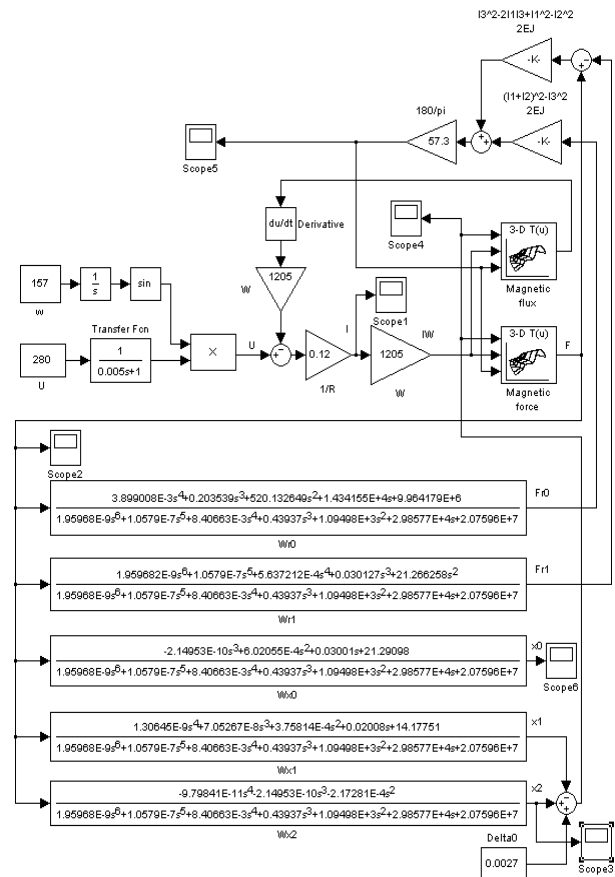 I3^2-2I1I3+I1^2-I2^2
2EJ
-K-
(I1+I2)^2-I3^2
2EJ
-K-
180/pi
57.3
Scope5
du/dt
Derivative
Scope4
3-D T(u)
Magnetic
flux
1205
W
157
w
1
s
sin
Scope1
Transfer Fcn
280
U
1
0.005s+1
×
U
0.12
1/R
I
1205
W
IW
3-D T(u)
F
Magnetic
force
Scope2
3.899008E-3s^4+0.203539s^3+520.132649s^2+1.434155E+4s+9.964179E+6
1.95968E-9s^6+1.0579E-7s^5+8.40663E-3s^4+0.43937s^3+1.09498E+3s^2+2.98577E+4s+2.07596E+7
Fr0
Wr0
1.959682E-9s^6+1.0579E-7s^5+5.637212E-4s^4+0.030127s^3+21.266258s^2
1.95968E-9s^6+1.0579E-7s^5+8.40663E-3s^4+0.43937s^3+1.09498E+3s^2+2.98577E+4s+2.07596E+7
Fr1
Wr1
-2.14953E-10s^3+6.02055E-4s^2+0.03001s+21.29098
1.95968E-9s^6+1.0579E-7s^5+8.40663E-3s^4+0.43937s^3+1.09498E+3s^2+2.98577E+4s+2.07596E+7
x0
Scope6
Wx0
1.30645E-9s^4+7.05267E-8s^3+3.75814E-4s^2+0.02008s+14.17751
1.95968E-9s^6+1.0579E-7s^5+8.40663E-3s^4+0.43937s^3+1.09498E+3s^2+2.98577E+4s+2.07596E+7
x1
Wx1
-9.79841E-11s^4-2.14953E-10s^3-2.17281E-4s^2
1.95968E-9s^6+1.0579E-7s^5+8.40663E-3s^4+0.43937s^3+1.09498E+3s^2+2.98577E+4s+2.07596E+7
x2
Wx2
Delta0
0.0027
Scope3